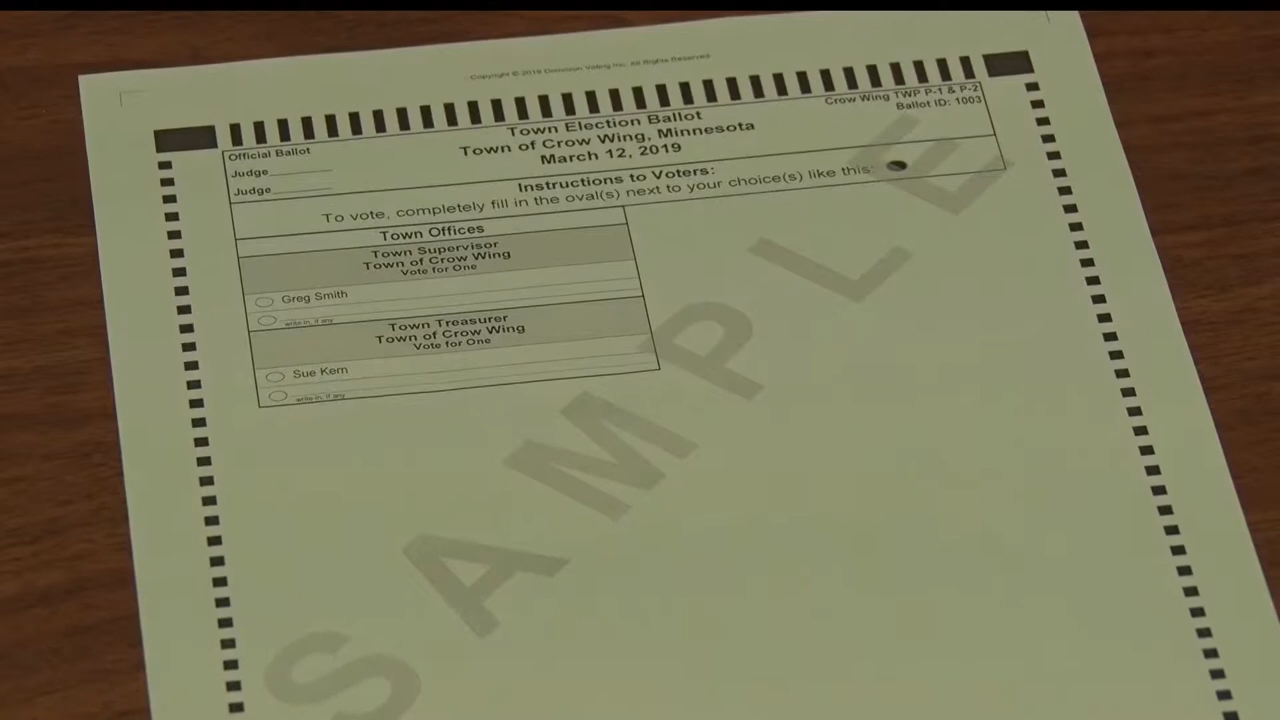 Copyright © 2019 Dominion Voting Inc. All Rights Reserved
Crow Wing TWP P-1 & P-2
Ballot ID: 1003
Official Ballot
Judge
Judge
Town Election Ballot
Town of Crow Wing, Minnesota
March 12, 2019
Instructions to Voters:
To vote, completely fill in the oval(s) next to your choice(s) like this:
Town Offices
Town Supervisor
Town of Crow Wing
Vote for One
Greg Smith
write in, if any
Town Treasurer
Town of Crow Wing
Vote for One
Sue Kern
write in, if any
SAMPLE